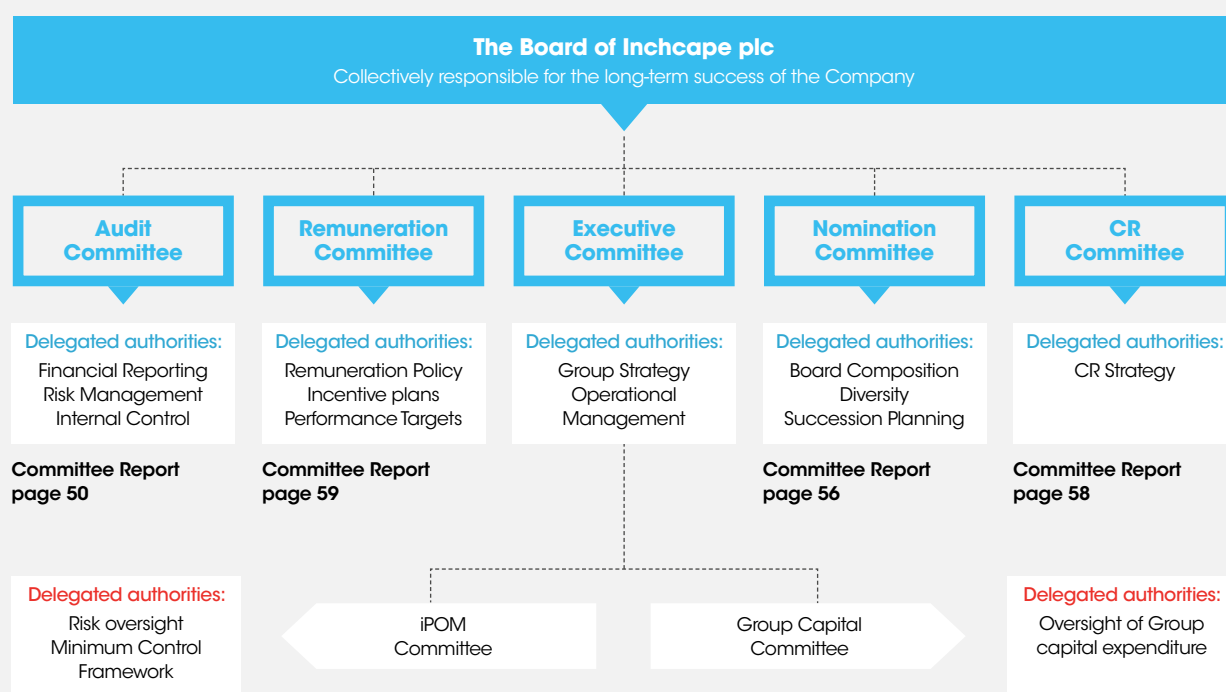 The Board of Inchcape plc
Collectively responsible for the long-term success of the Company
Audit
Committee
Remuneration
Committee
Executive
Committee
Nomination
Committee
CR
Committee
Delegated authorities:
Financial Reporting
Risk Management
Internal Control
Delegated authorities:
Remuneration Policy
Incentive plans
Performance Targets
Delegated authorities:
Group Strategy
Operational
Management
Delegated authorities:
Board Composition
Diversity
Succession Planning
Delegated authorities:
CR Strategy
Committee Report
page 50
Committee Report
page 59
Committee Report
page 56
Committee Report
page 58
Delegated authorities:
Risk oversight
Minimum Control
Framework
iPOM
Committee
Group Capital
Committee
Delegated authorities:
Oversight of Group
capital expenditure